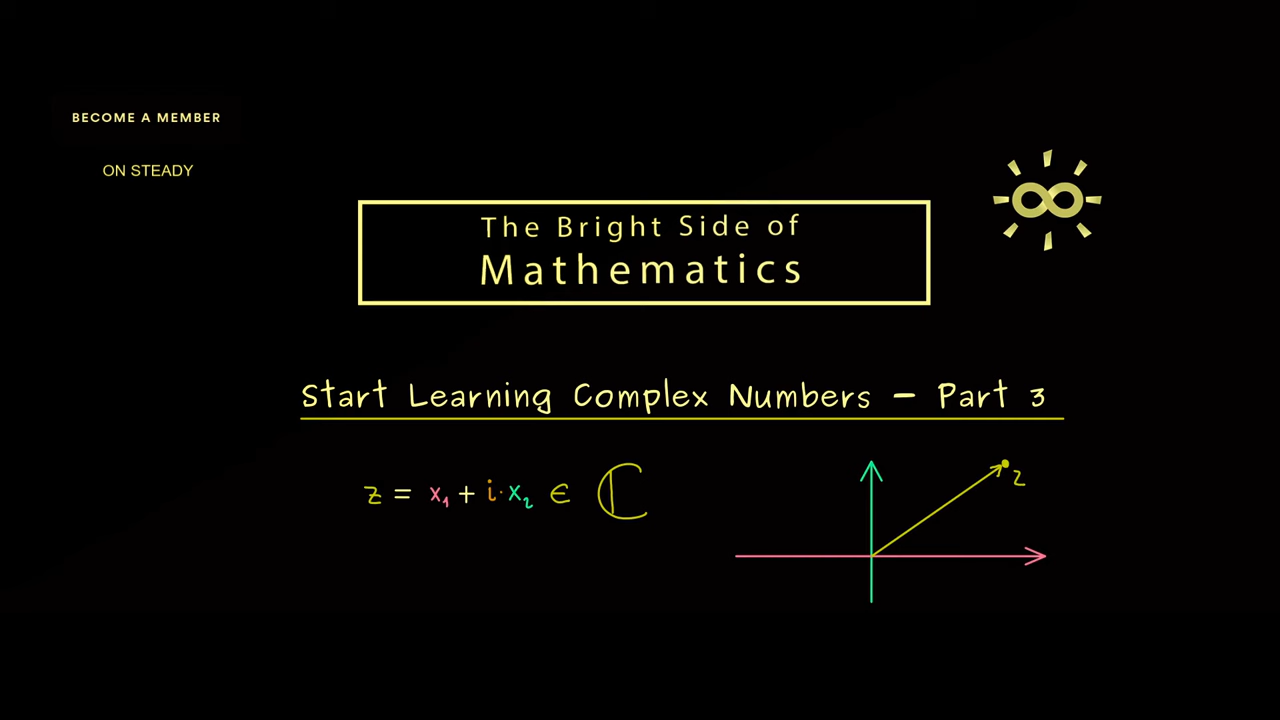 BECOME A MEMBER
ON STEADY
The Bright Side of
Mathematics
Start Learning Complex Numbers - Part 3
z = x₁ + i · x₂ ∈ ℂ
z